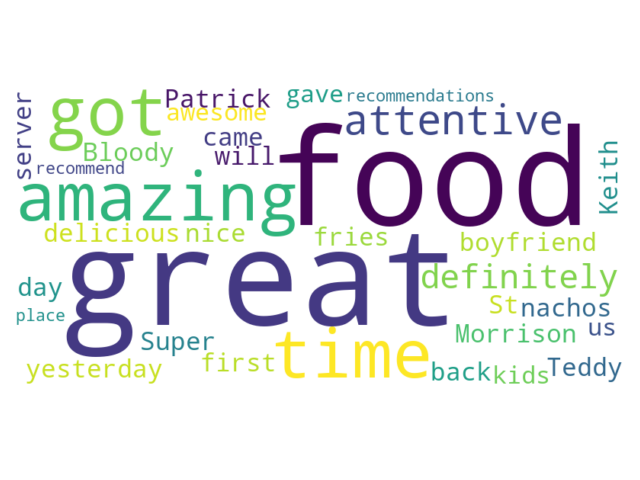 server
got
Patrick
awesome
gave
recommendations
attentive
Bloody
came
will
food
Keith
recommend
amazing
delicious
nice
fries
boyfriend
great
definitely
day
place
St
nachos
Super
time
Morrison
us
yesterday
first
back
kids
Teddy